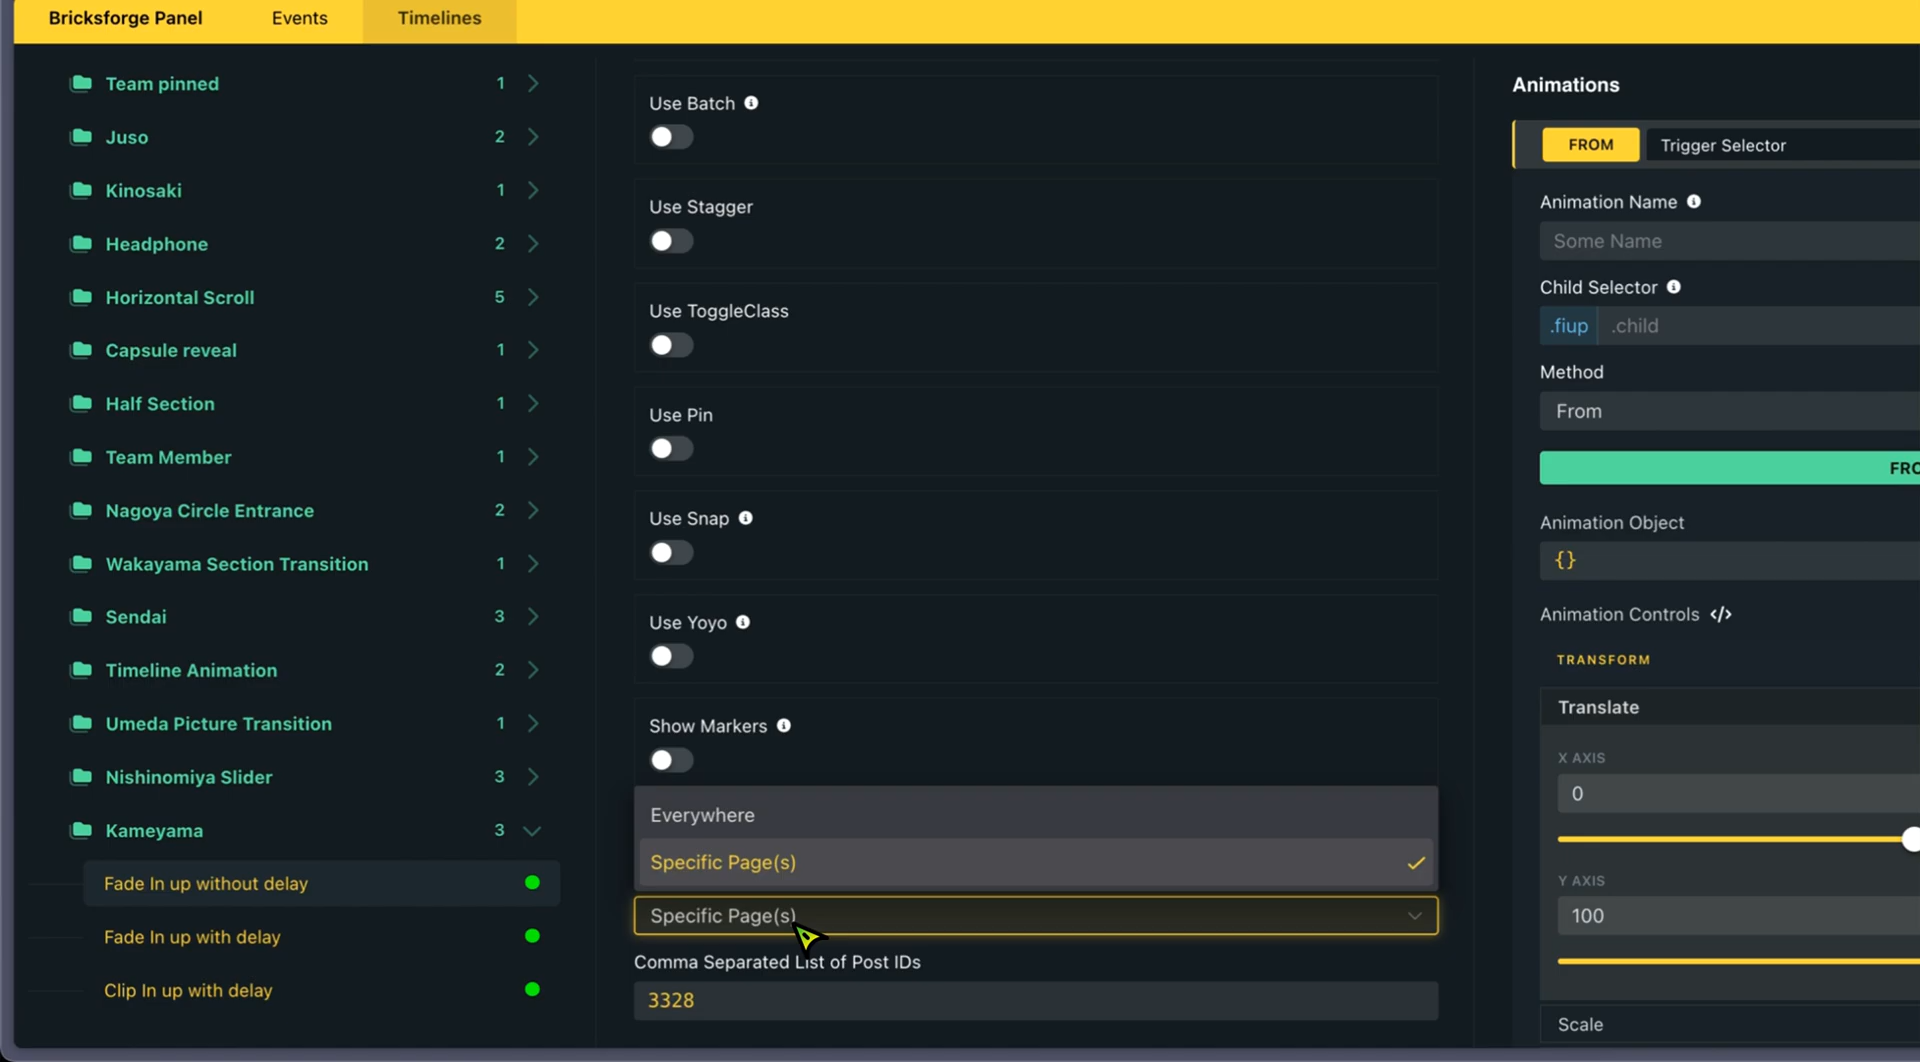 Bricksforge Panel
Events
Timelines
Team pinned 1
Juso 2
Kinosaki 1
Headphone 2
Horizontal Scroll 5
Capsule reveal 1
Half Section 1
Team Member 1
Nagoya Circle Entrance 2
Wakayama Section Transition 1
Sendai 3
Timeline Animation 2
Umeda Picture Transition 1
Nishinomiya Slider 3
Kameyama 3
Fade In up without delay
Fade In up with delay
Clip In up with delay
Use Batch
Use Stagger
Use ToggleClass
Use Pin
Use Snap
Use Yoyo
Show Markers
Everywhere
Specific Page(s)
Specific Page(s)
Comma Separated List of Post IDs
3328
Animations
FROM Trigger Selector
Animation Name
Some Name
Child Selector
.fiup .child
Method
From
FRO
Animation Object
{}
Animation Controls </>
TRANSFORM
Translate
X AXIS
0
Y AXIS
100
Scale